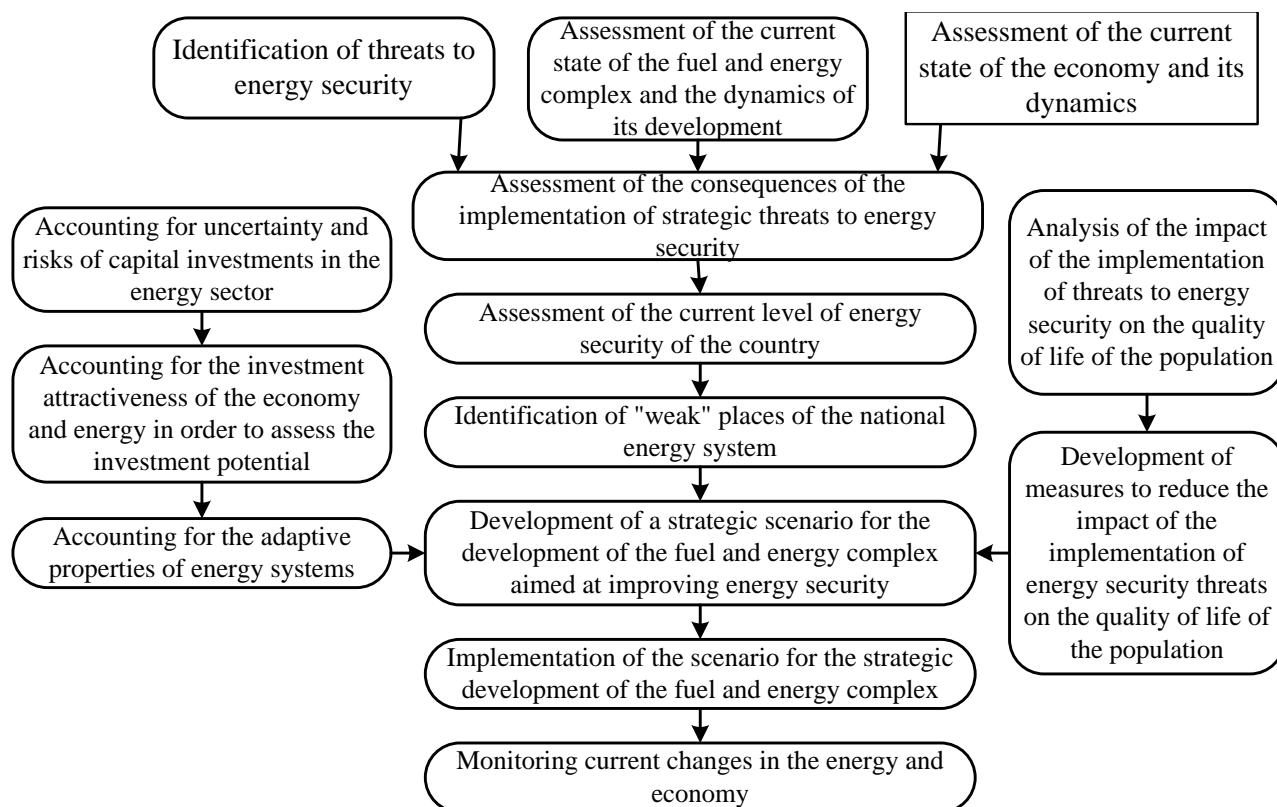 Identification of threats to
energy security
Assessment of the current
state of the fuel and energy
complex and the dynamics of
its development
Assessment of the current
state of the economy and its
dynamics
Assessment of the consequences of the
implementation of strategic threats to energy
security
Accounting for uncertainty and
risks of capital investments in the
energy sector
Analysis of the impact
of the implementation
of threats to energy
security on the quality
of life of the population
Assessment of the current level of energy
security of the country
Accounting for the investment
attractiveness of the economy
and energy in order to assess the
investment potential
Identification of "weak" places of the national
energy system
Development of
measures to reduce the
impact of the
implementation of
energy security threats
on the quality of life of
the population
Accounting for the adaptive
properties of energy systems
Development of a strategic scenario for the
development of the fuel and energy complex
aimed at improving energy security
Implementation of the scenario for the strategic
development of the fuel and energy complex
Monitoring current changes in the energy and
economy